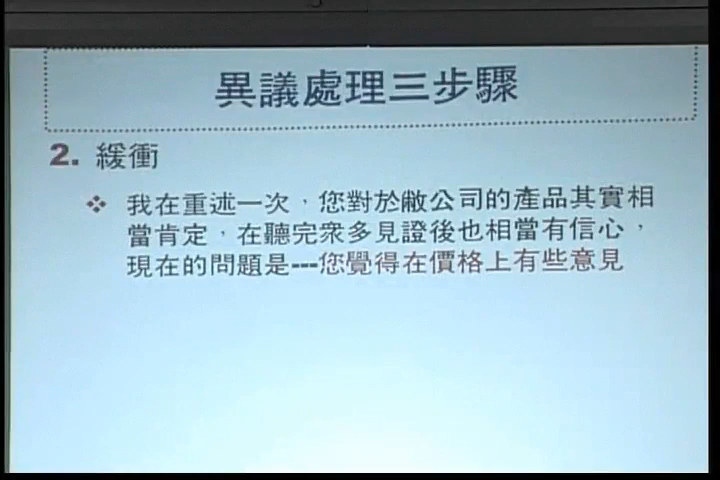 異議處理三步驟
2. 緩衝
❖ 我在重述一次，您對於敝公司的產品其實相
當肯定，在聽完眾多見證後也相當有信心，
現在的問題是---您覺得在價格上有些意見